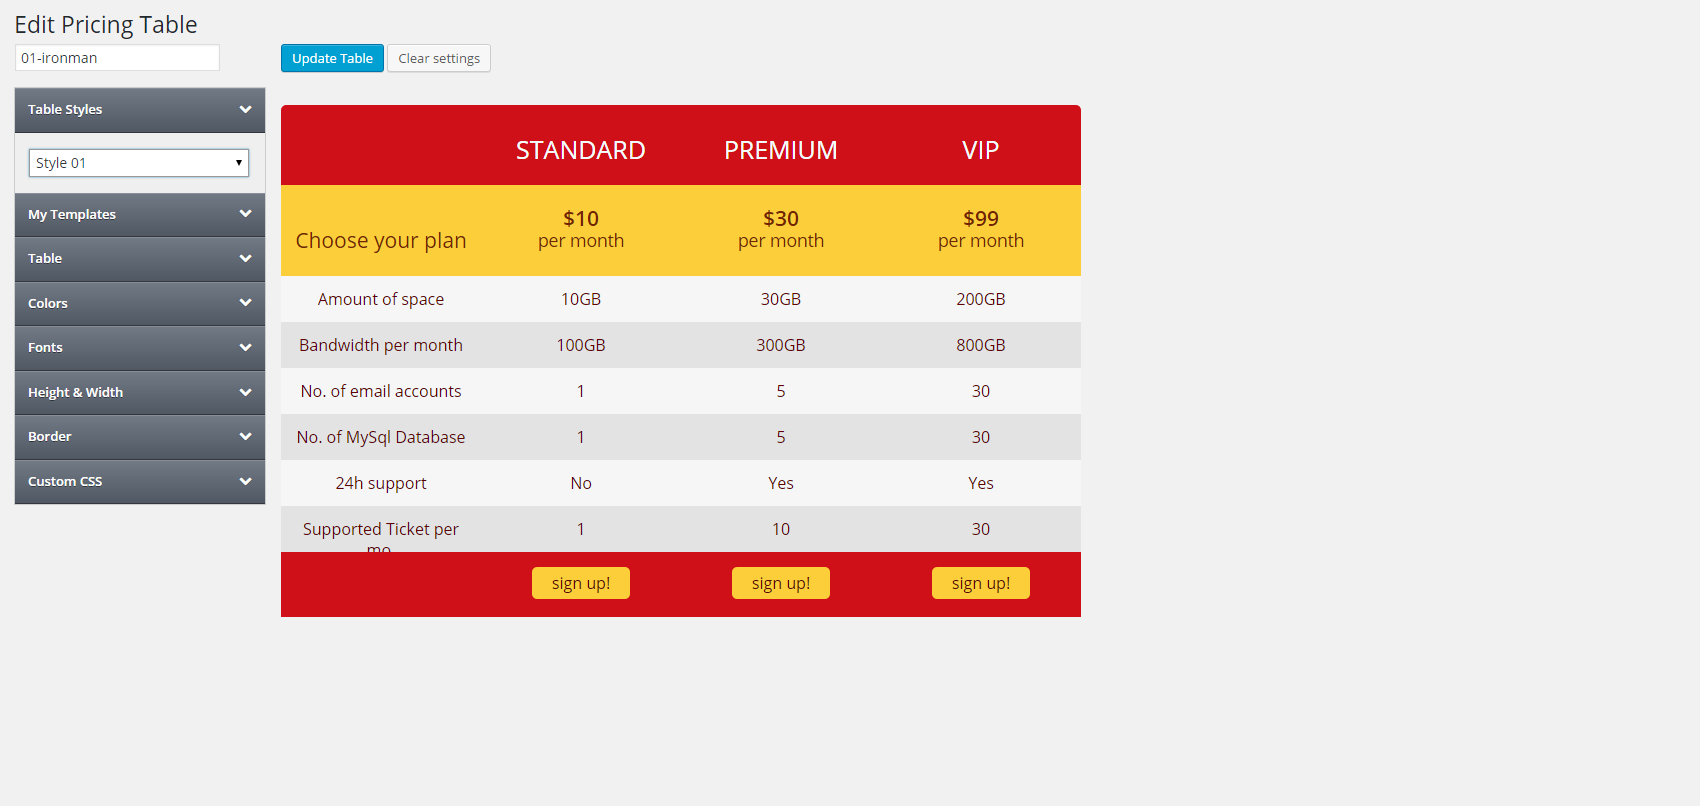 Edit Pricing Table
01-ironman
Update Table Clear settings
Table Styles
Style 01
My Templates
Table
Colors
Fonts
Height & Width
Border
Custom CSS
STANDARD PREMIUM VIP
Choose your plan $10 per month $30 per month $99 per month
Amount of space 10GB 30GB 200GB
Bandwidth per month 100GB 300GB 800GB
No. of email accounts 1 5 30
No. of MySql Database 1 5 30
24h support No Yes Yes
Supported Ticket per 1 10 30
mo
sign up! sign up! sign up!